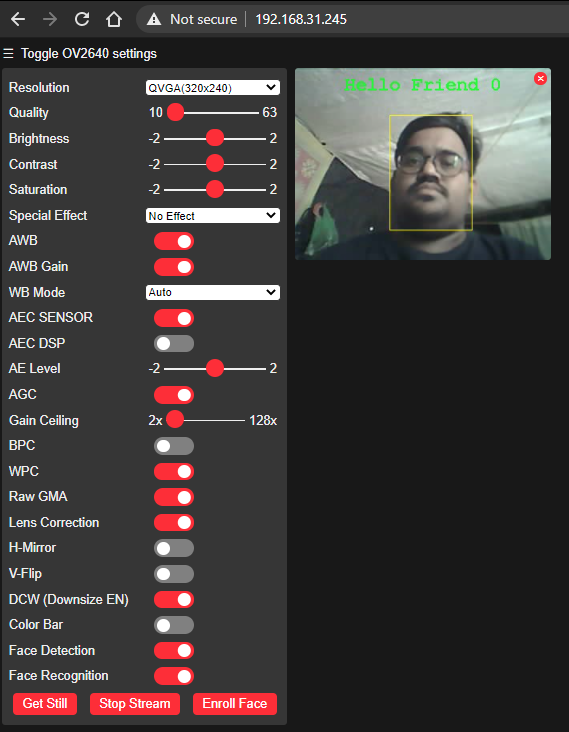 Not secure 192.168.31.245
☰ Toggle OV2640 settings
Resolution QVGA(320x240)
Quality 10 63
Brightness -2 2
Contrast -2 2
Saturation -2 2
Special Effect No Effect
AWB
AWB Gain
WB Mode Auto
AEC SENSOR
AEC DSP
AE Level -2 2
AGC
Gain Ceiling 2x 128x
BPC
WPC
Raw GMA
Lens Correction
H-Mirror
V-Flip
DCW (Downsize EN)
Color Bar
Face Detection
Face Recognition
Get Still Stop Stream Enroll Face
Hello Friend 0